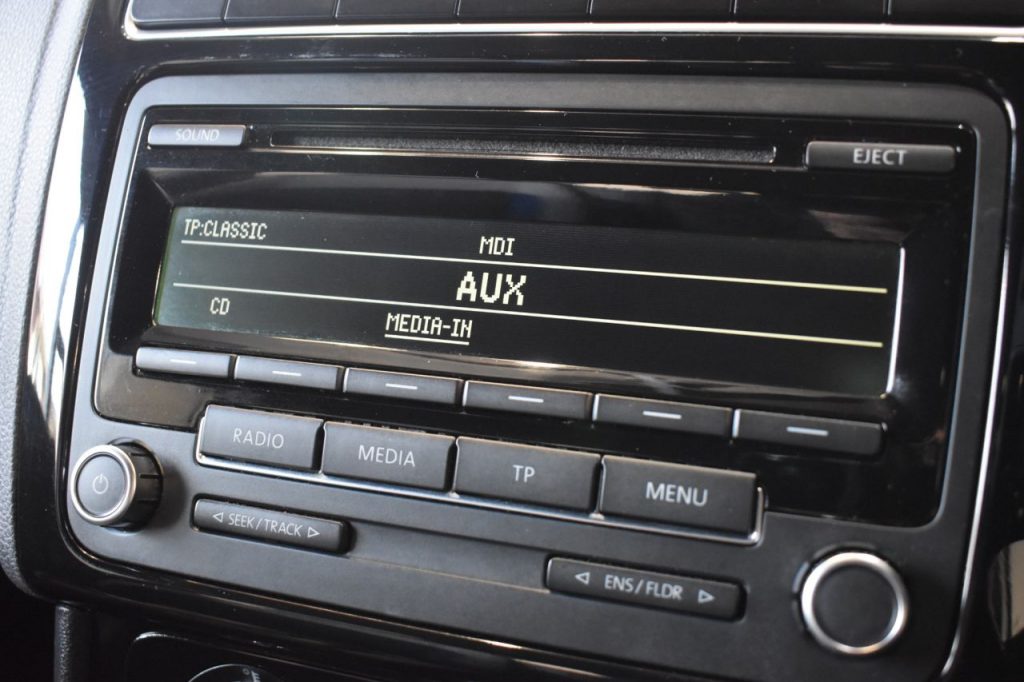 SOUND
EJECT
TP:CLASSIC
MDI
AUX
CD MEDIA-IN
RADIO MEDIA TP MENU
SEEK/TRACK
ENS/FLDR